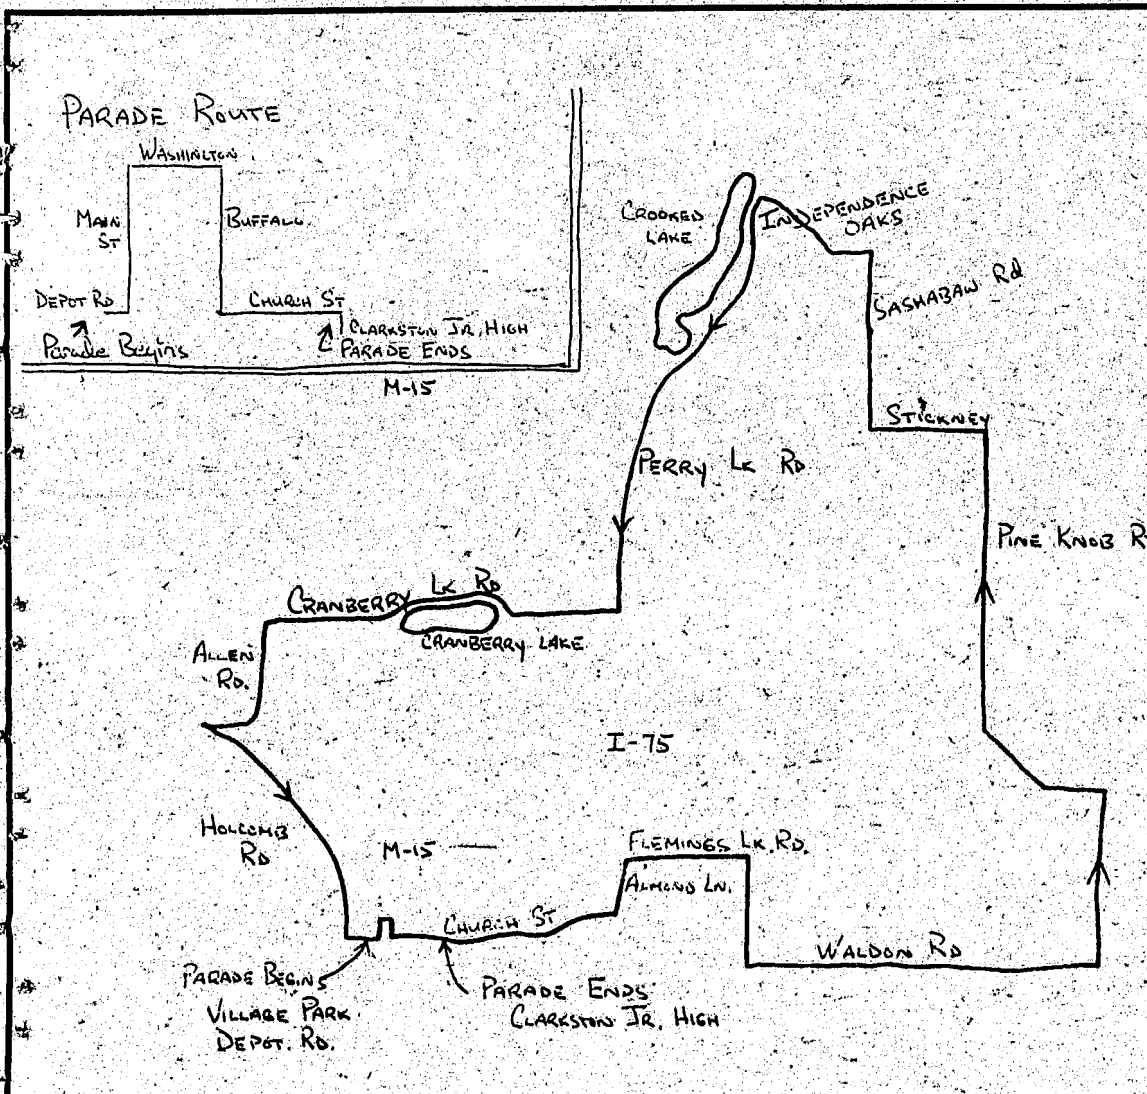 PARADE ROUTE
WASHINGTON
MAIN
ST
BUFFALO
DEPOT RD
CHURCH ST
Parade Begins
CLARKSTON JR. HIGH
PARADE ENDS
M-15
CROOKED
LAKE
INDEPENDENCE
OAKS
SASHABAW Rd
STICKNEY
PERRY LK RD
PINE KNOB R
CRANBERRY LK RD
CRANBERRY LAKE
ALLEN
RD.
I-75
HOLCOMB
RD
M-15
FLEMINGS LK. RD.
ALMOND LN.
CHURCH ST
WALDON RD
PARADE BEGINS
VILLAGE PARK
DEPOT. RD.
PARADE ENDS
CLARKSTON JR. HIGH